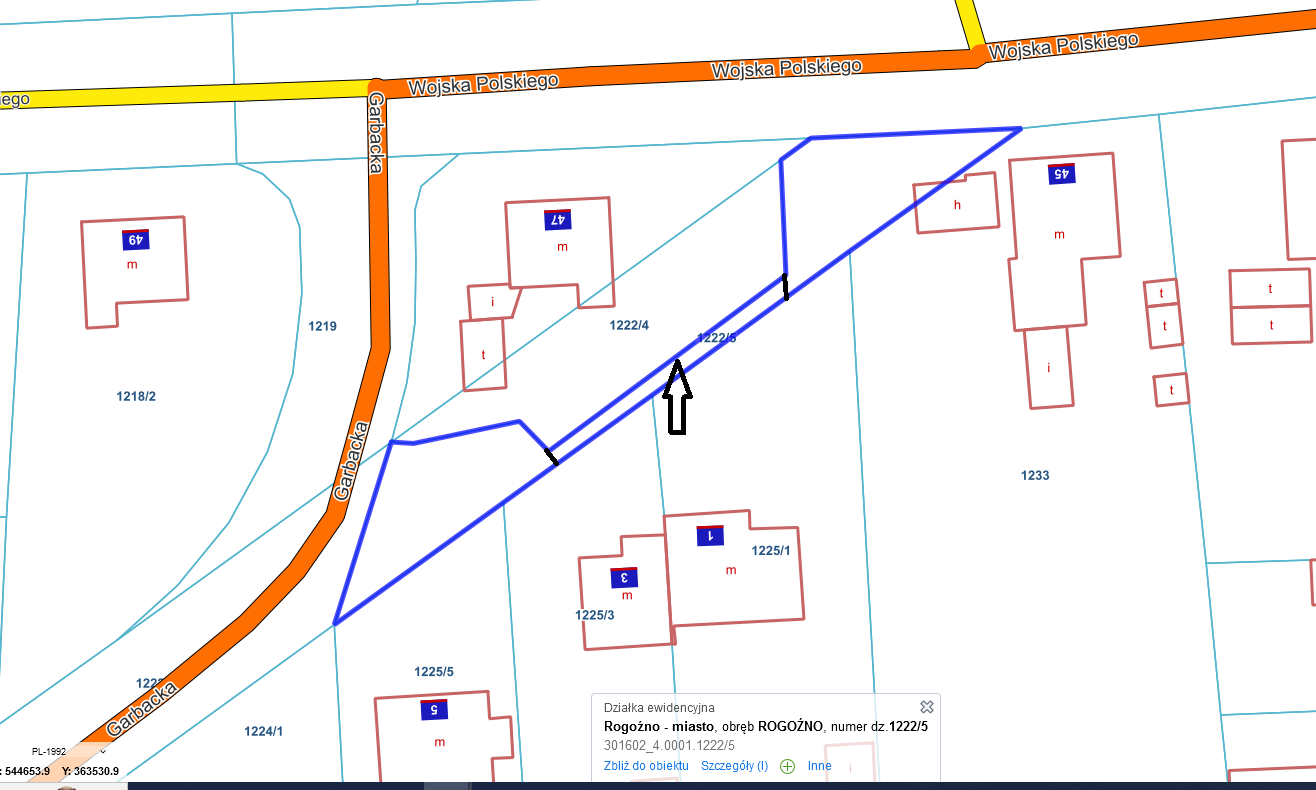 Wojska Polskiego
Wojska Polskiego
Wojska Polskiego
iego
Garbacka
45
47
h
49
m
m
m
i
t
t
t
t
t
1219
1222/4
1222/5
t
i
t
1218/2
Garbacka
1233
1
1225/1
m
3
m
1225/3
1225/5
Garbacka
5
1224/1
m
Działka ewidencyjna
Rogoźno - miasto, obręb ROGOŹNO, numer dz.1222/5
301602_4.0001.1222/5
Zbliż do obiektu Szczegóły (I) Inne
i
PL-1992
: 544653.9 Y: 363530.9